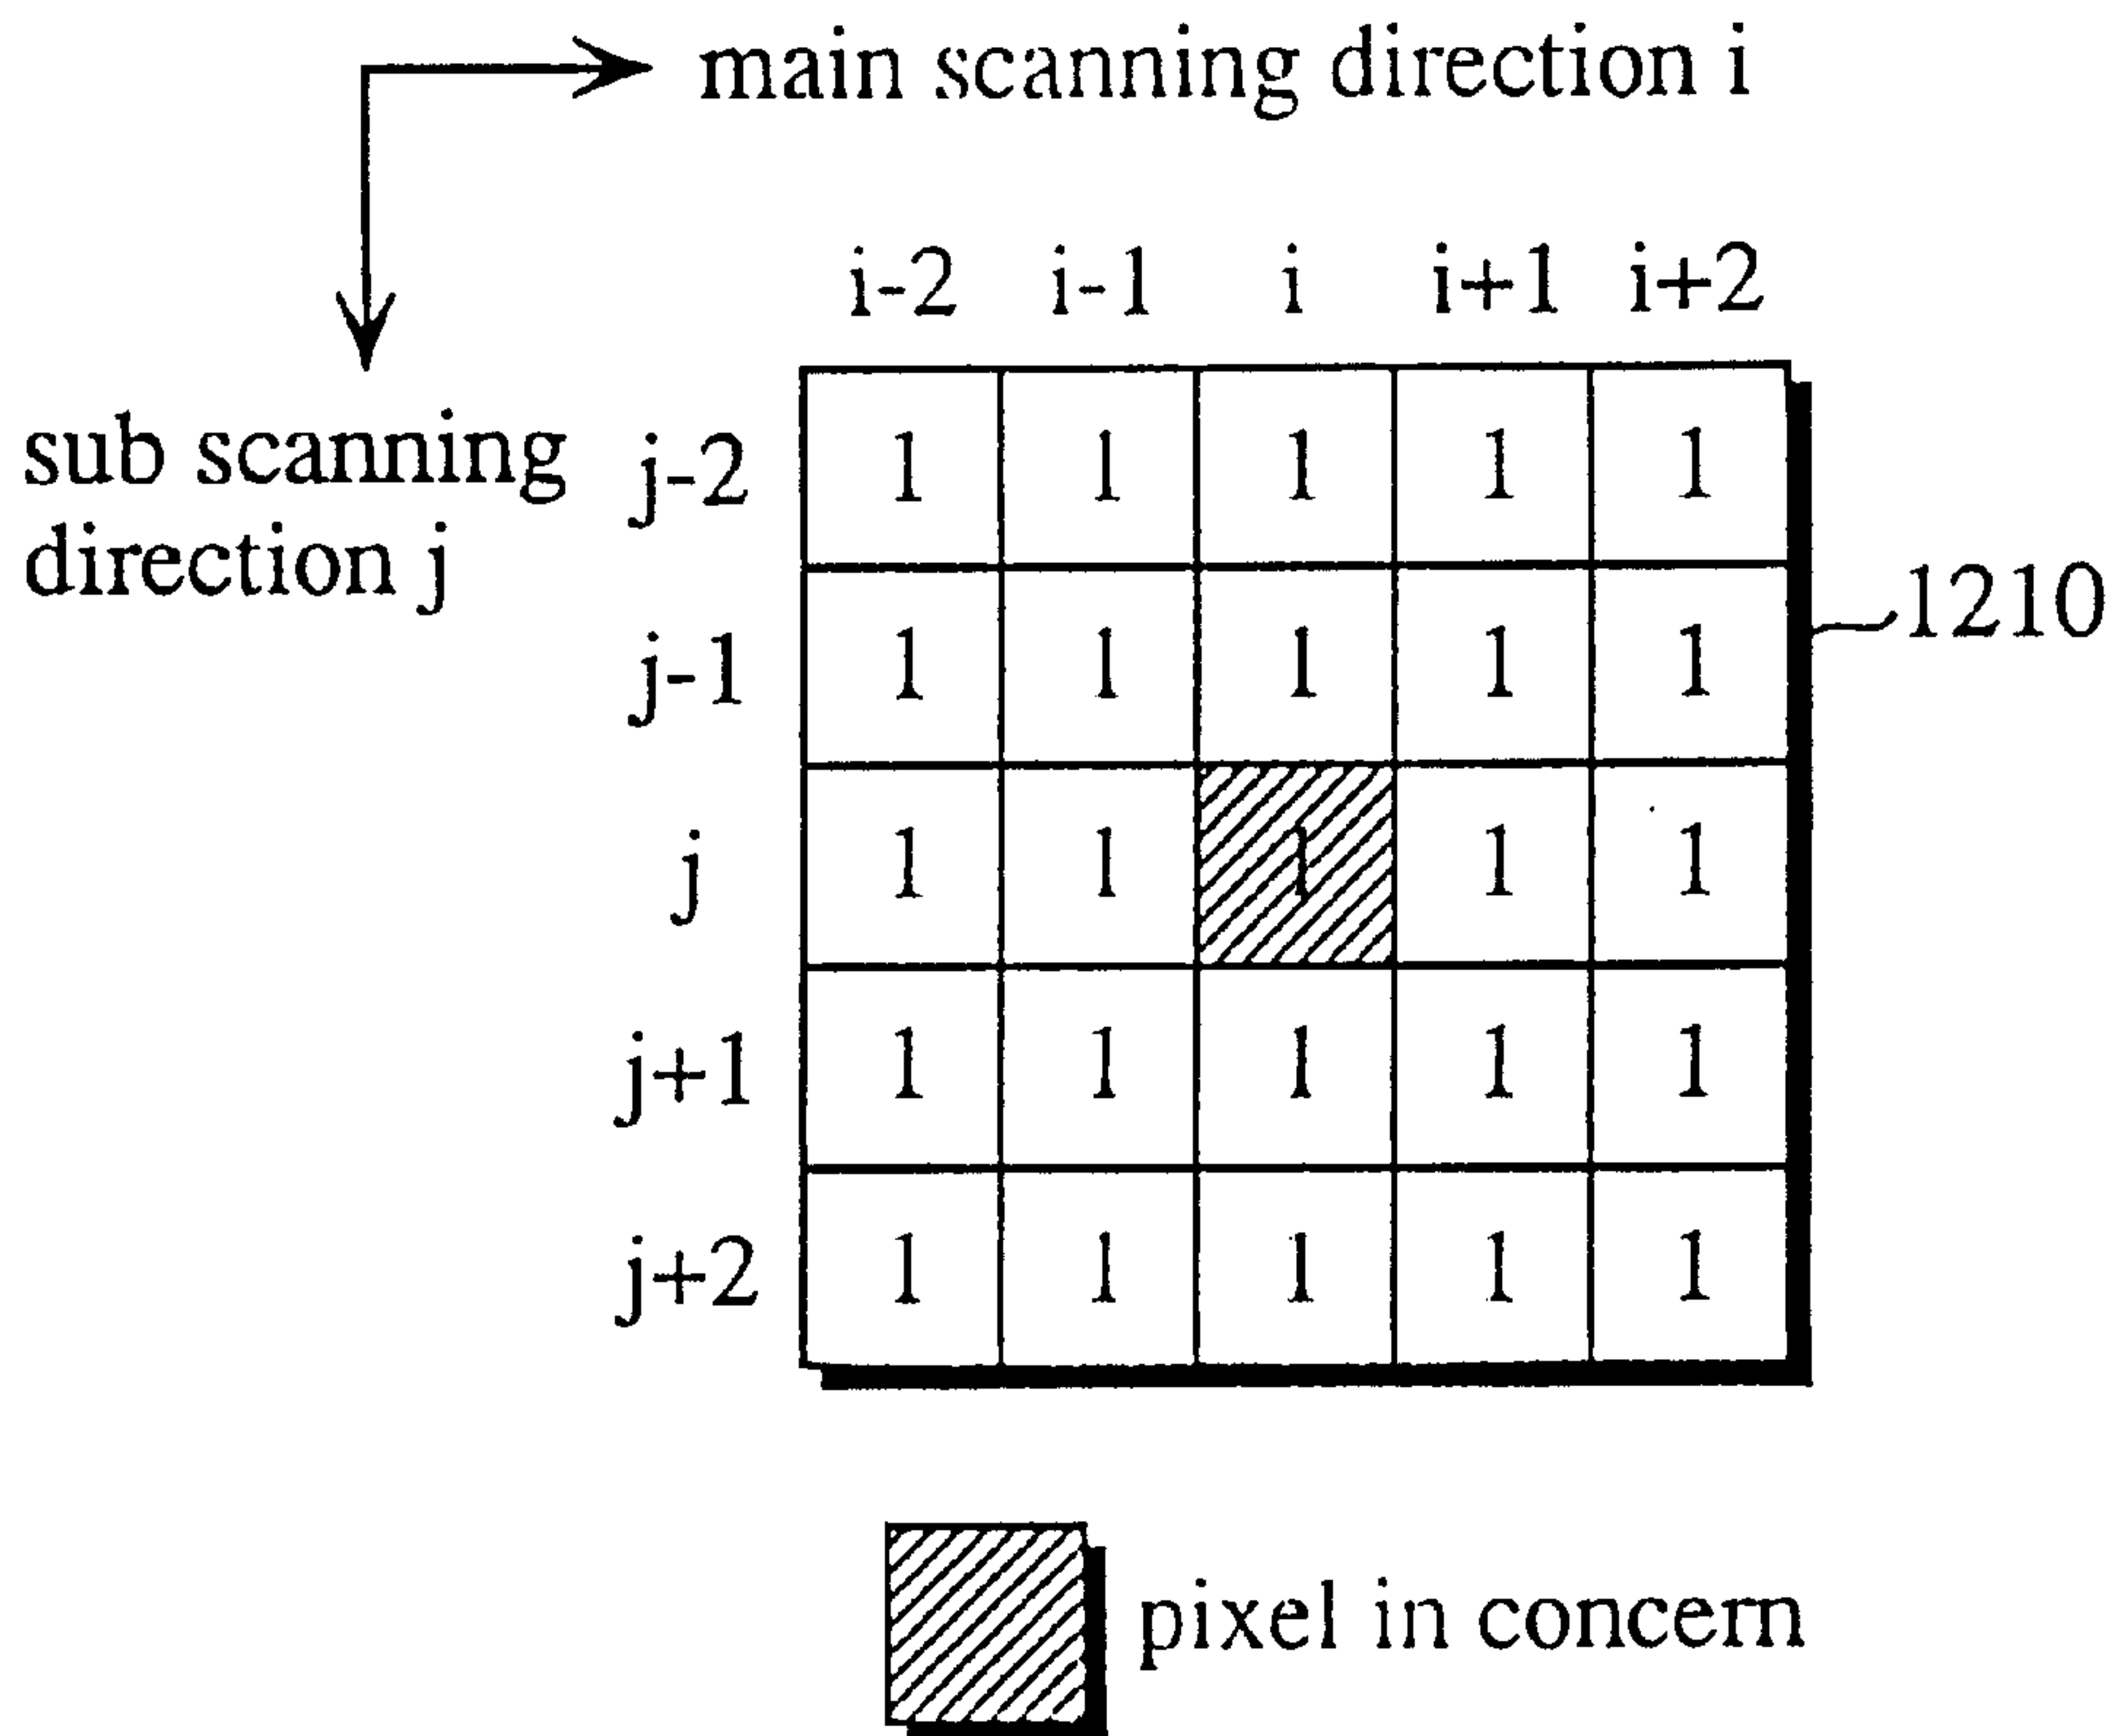 main scanning direction i
i-2 i-1 i i+1 i+2
sub scanning
direction j
j-2 1 1 1 1 1
j-1 1 1 1 1 1
1210
j 1 1 1 1 1
j+1 1 1 1 1 1
j+2 1 1 1 1 1
pixel in concern